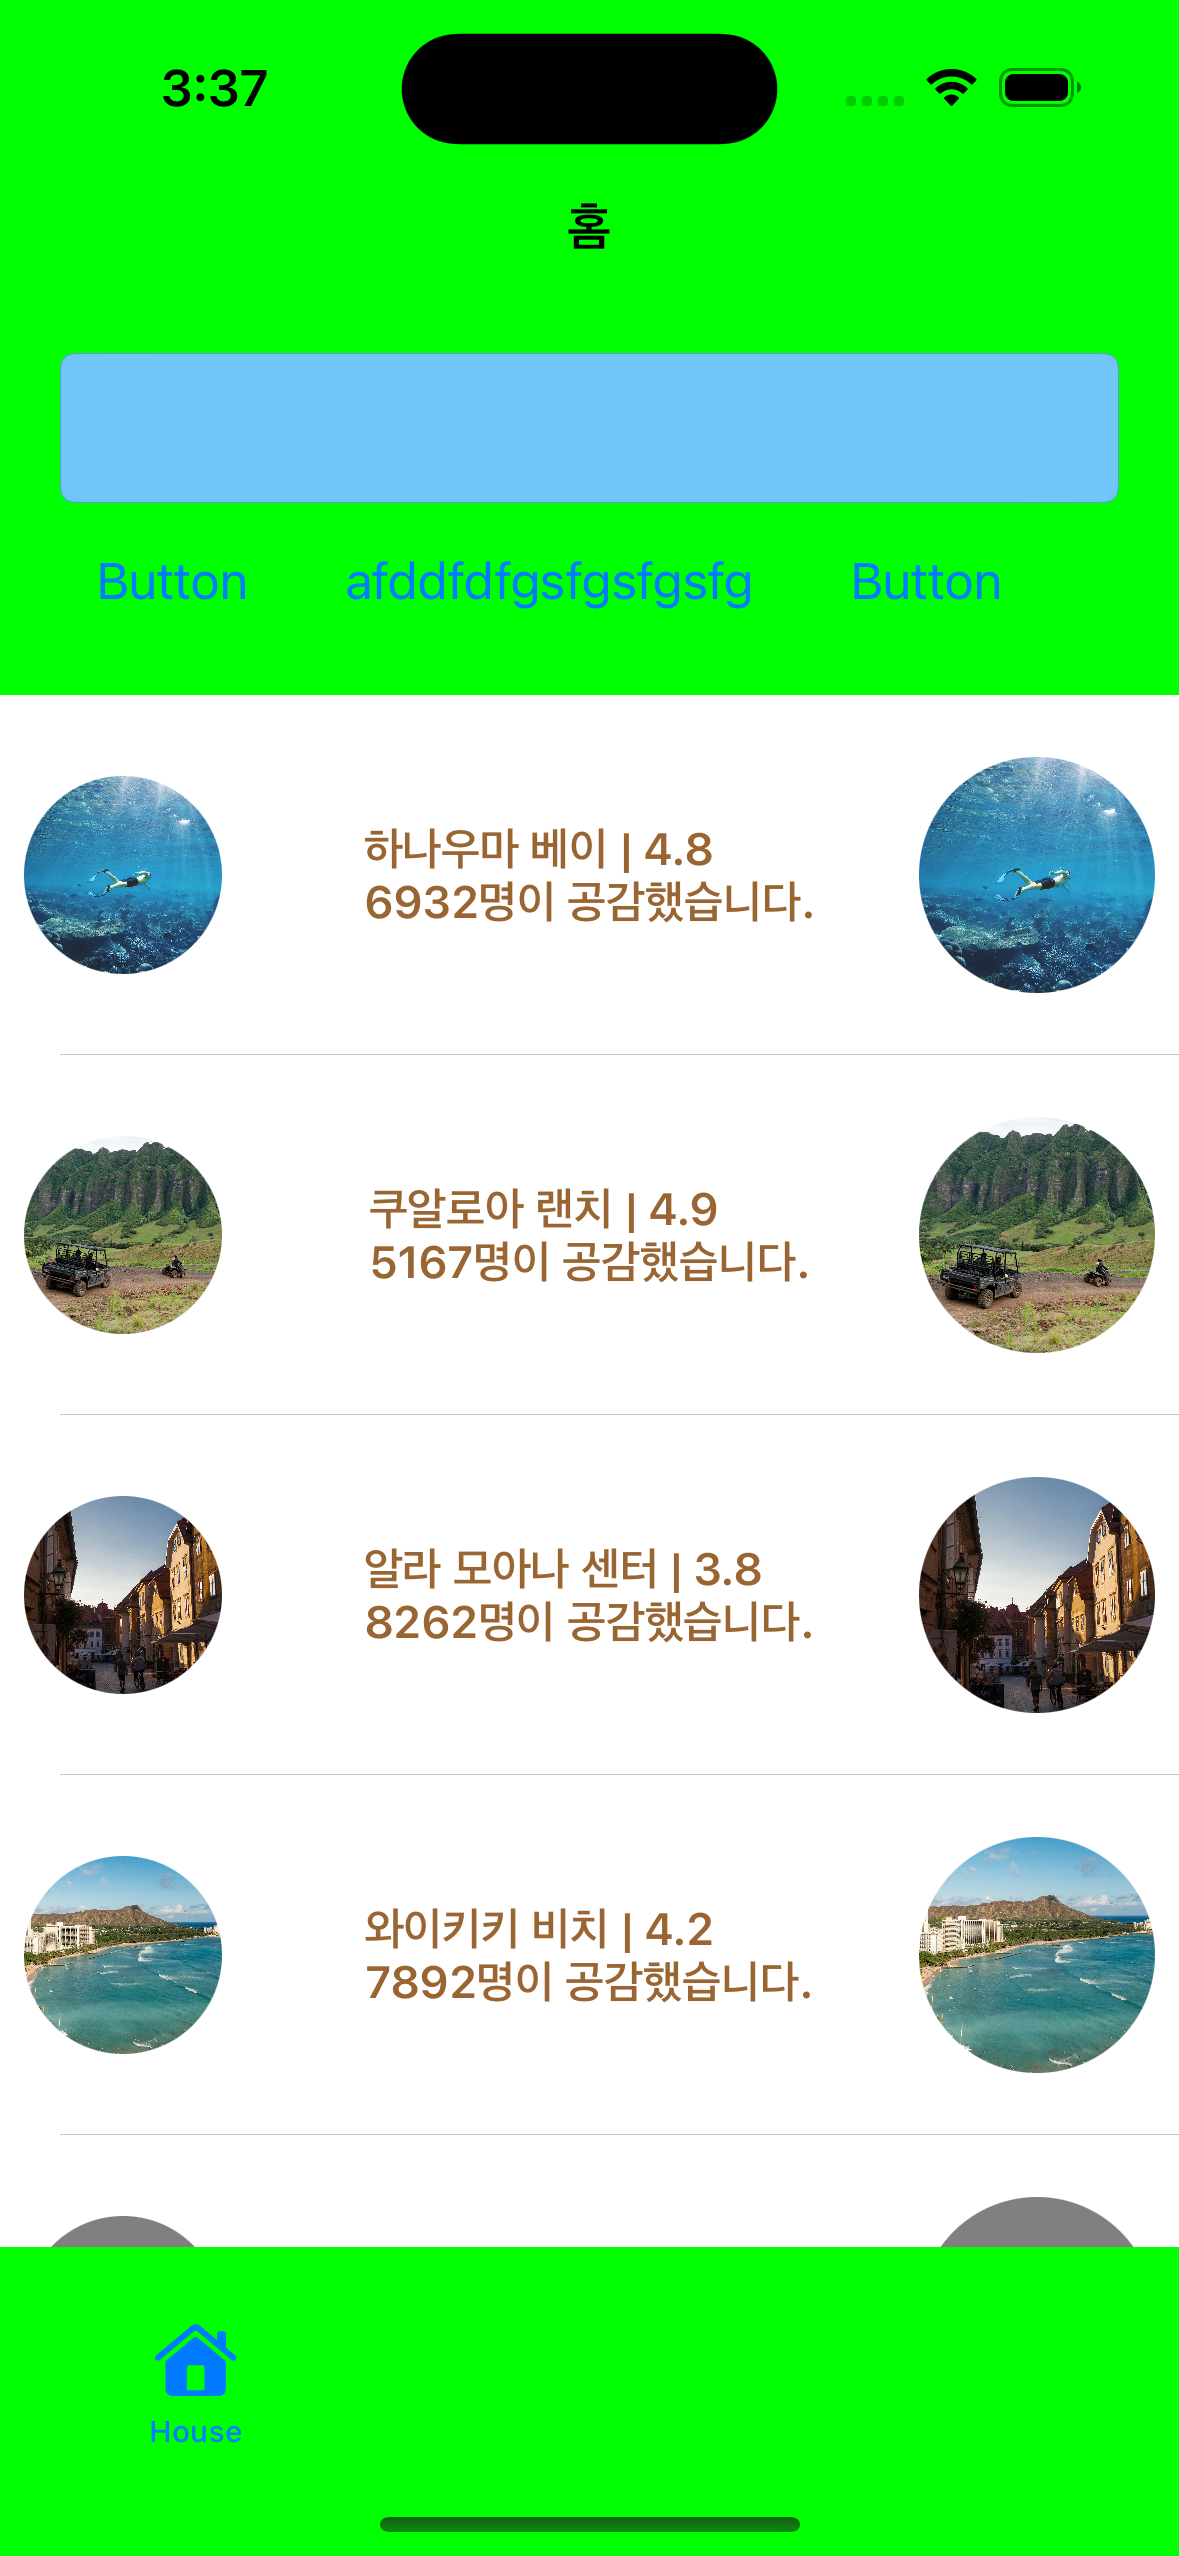 3:37
홈
Button afddfdfgsfgsfgsfg Button
하나우마 베이 | 4.8
6932명이 공감했습니다.
쿠알로아 랜치 | 4.9
5167명이 공감했습니다.
알라 모아나 센터 | 3.8
8262명이 공감했습니다.
와이키키 비치 | 4.2
7892명이 공감했습니다.
House